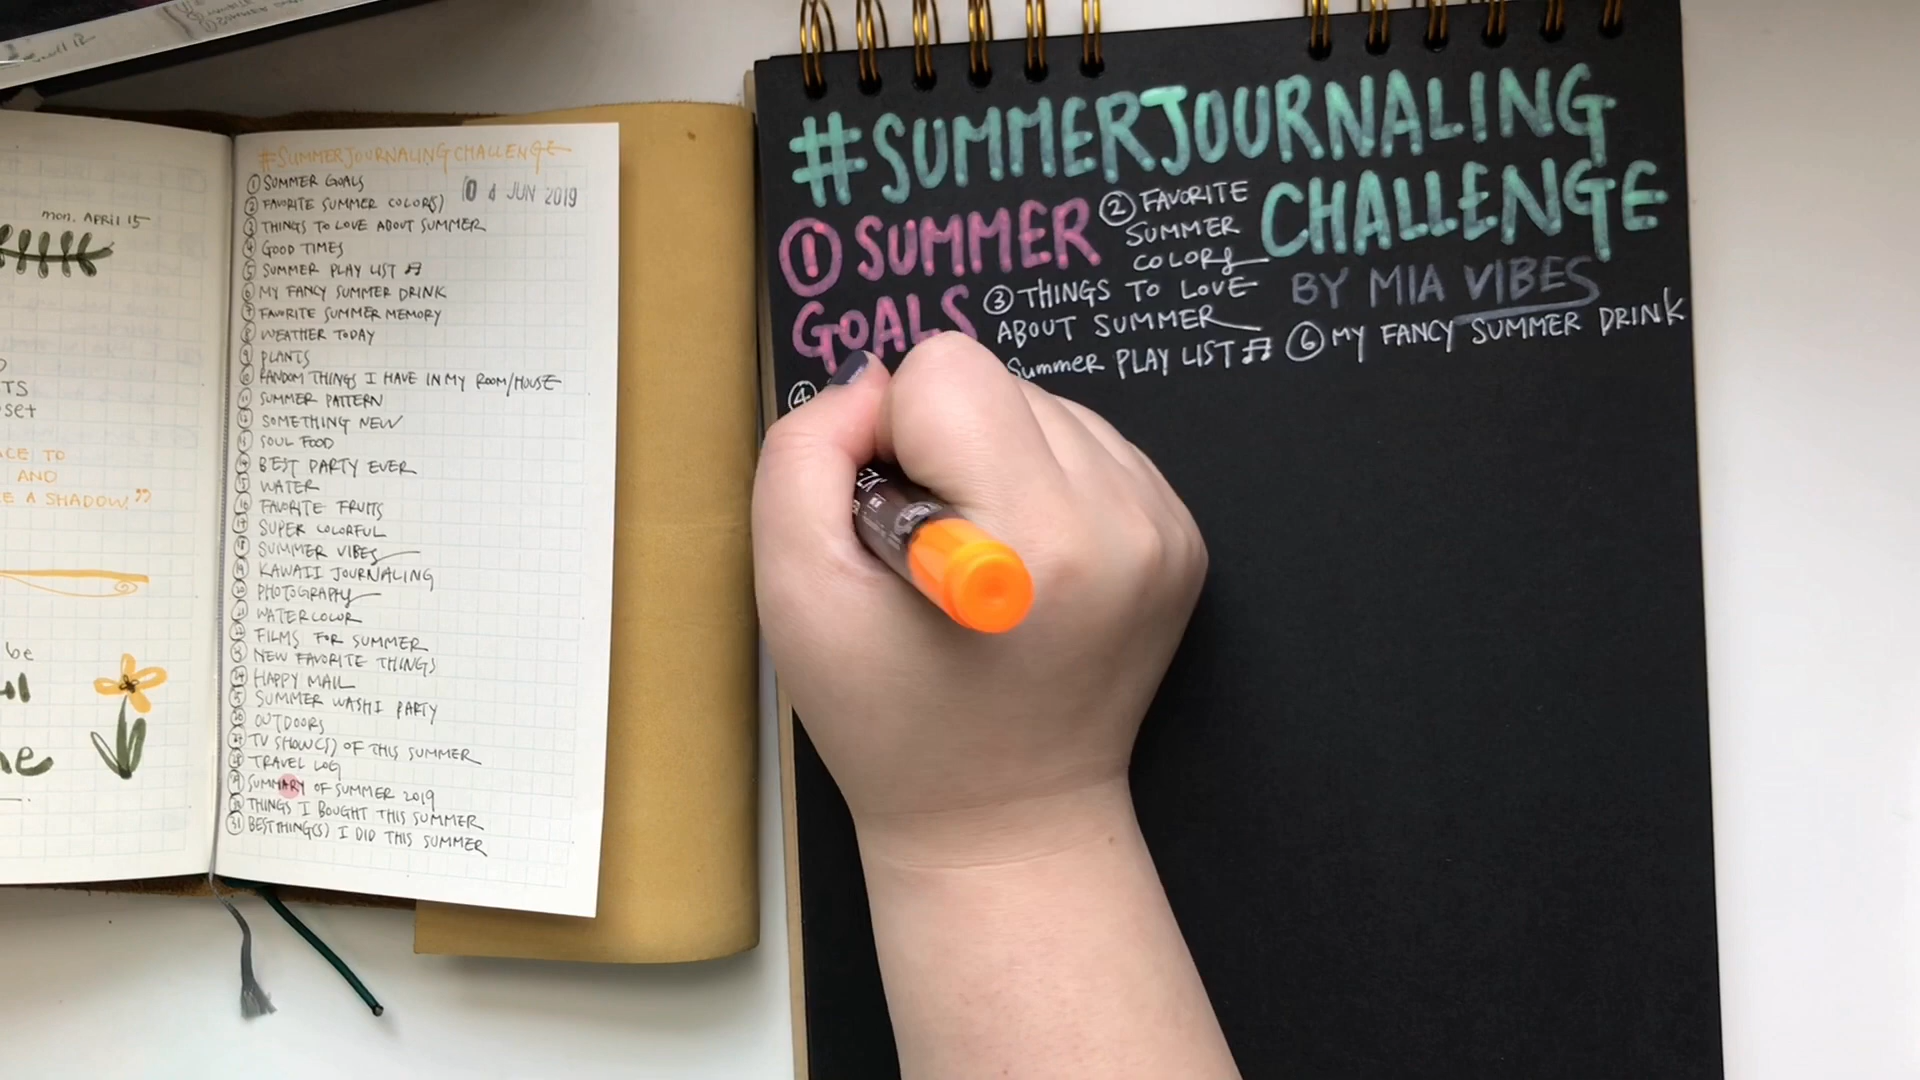 mon. APRIL 15
TS
set
CE TO
AND
E A SHADOW."
be
#SUMMERJOURNALINGCHALLENGE
0 4 JUN 2019
① SUMMER GOALS
② FAVORITE SUMMER COLOR(S)
③ THINGS TO LOVE ABOUT SUMMER
④ GOOD TIMES
⑤ SUMMER PLAY LIST ♫
⑥ MY FANCY SUMMER DRINK
⑦ FAVORITE SUMMER MEMORY
⑧ WEATHER TODAY
⑨ PLANTS
⑩ RANDOM THINGS I HAVE IN MY ROOM/HOUSE
⑪ SUMMER PATTERN
⑫ SOMETHING NEW
⑬ SOUL FOOD
⑭ BEST PARTY EVER
⑮ WATER
⑯ FAVORITE FRUITS
⑰ SUPER COLORFUL
⑱ SUMMER VIBES
⑲ KAWAII JOURNALING
⑳ PHOTOGRAPHY
㉑ WATERCOLOR
㉒ FILMS FOR SUMMER
㉓ NEW FAVORITE THINGS
㉔ HAPPY MAIL
㉕ SUMMER WASHI PARTY
㉖ OUTDOORS
㉗ TV SHOW(S) OF THIS SUMMER
㉘ TRAVEL LOG
㉙ SUMMARY OF SUMMER 2019
㉚ THINGS I BOUGHT THIS SUMMER
㉛ BEST THING(S) I DID THIS SUMMER
#SUMMERJOURNALING
CHALLENGE
BY MIA VIBES
① SUMMER
GOALS
② FAVORITE
SUMMER
COLORS
③ THINGS TO LOVE
ABOUT SUMMER
④
Summer PLAY LIST ♫ ⑥ MY FANCY SUMMER DRINK